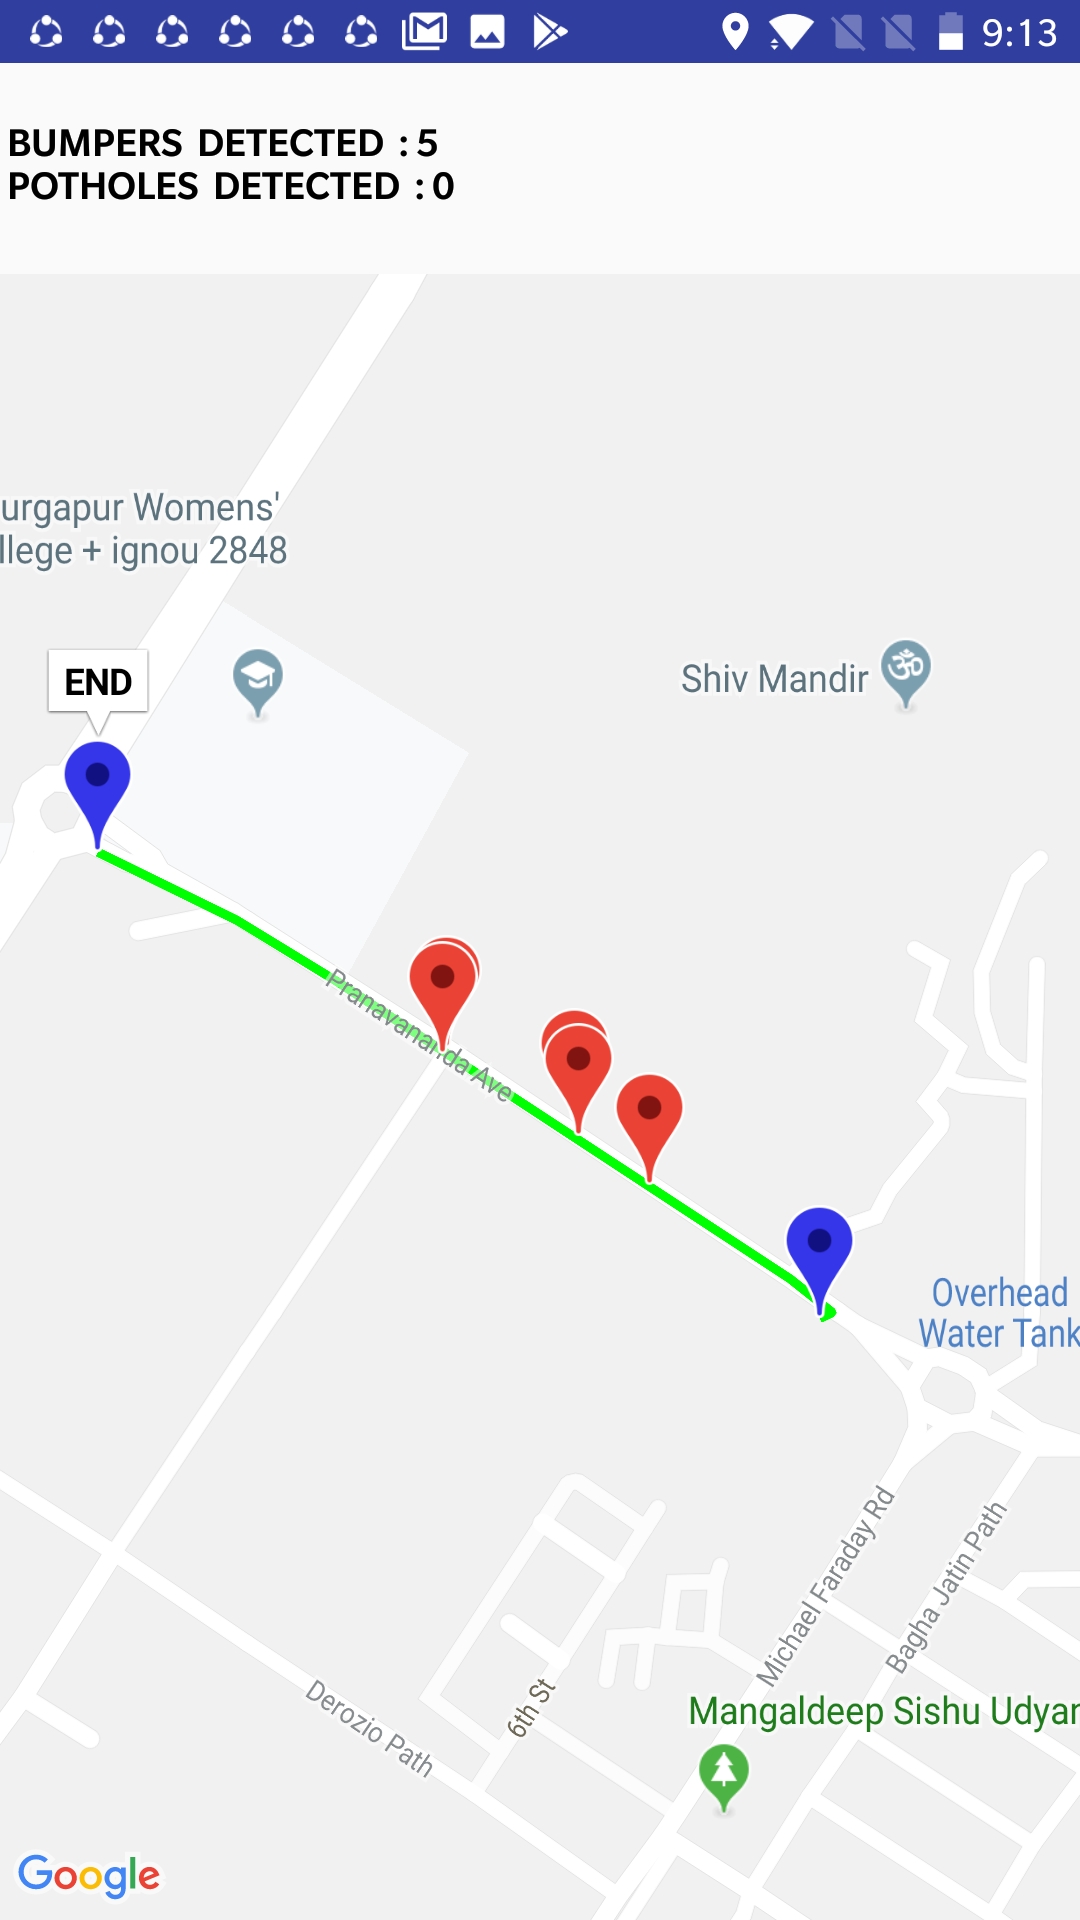 9:13
BUMPERS DETECTED : 5
POTHOLES DETECTED : 0
urgapur Womens'
llege + ignou 2848
END
Shiv Mandir
Pranavananda Ave
Overhead
Water Tank
Michael Faraday Rd
Bagha Jatin Path
6th St
Derozio Path
Mangaldeep Sishu Udyan
Google